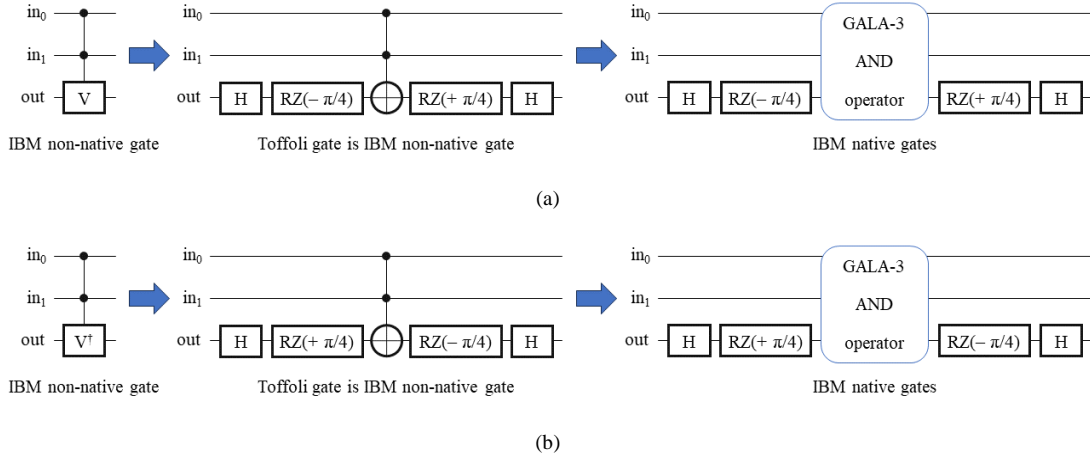 in₀
in₁
out
V
IBM non-native gate
in₀
in₁
out
H
RZ(− π/4)
RZ(+ π/4)
H
Toffoli gate is IBM non-native gate
in₀
in₁
out
H
RZ(− π/4)
GALA-3
AND
operator
RZ(+ π/4)
H
IBM native gates
(a)
in₀
in₁
out
V†
IBM non-native gate
in₀
in₁
out
H
RZ(+ π/4)
RZ(− π/4)
H
Toffoli gate is IBM non-native gate
in₀
in₁
out
H
RZ(+ π/4)
GALA-3
AND
operator
RZ(− π/4)
H
IBM native gates
(b)